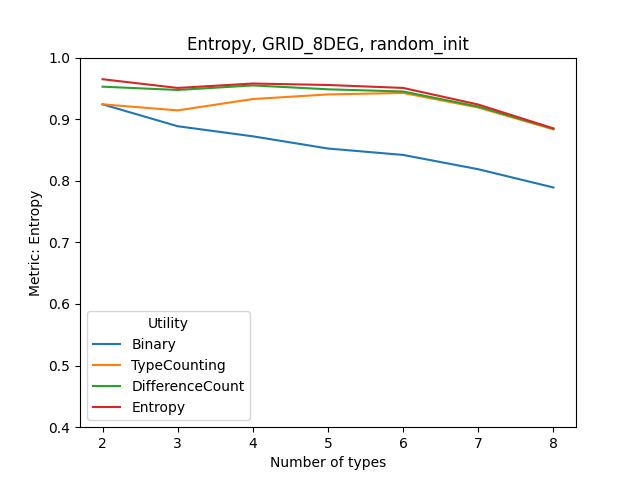 Entropy, GRID_8DEG, random_init
1.0
0.9
0.8
0.7
0.6
0.5
0.4
Metric: Entropy
Utility
Binary
TypeCounting
DifferenceCount
Entropy
2 3 4 5 6 7 8
Number of types